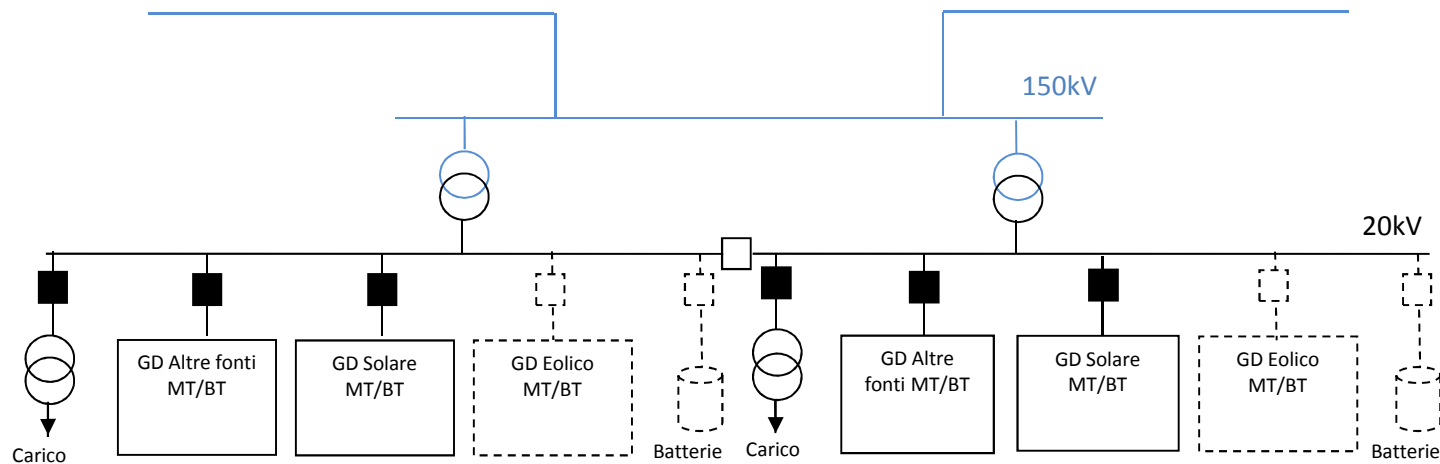 150kV
20kV
GD Altre fonti
MT/BT
GD Solare
MT/BT
GD Eolico
MT/BT
GD Altre
fonti MT/BT
GD Solare
MT/BT
GD Eolico
MT/BT
Carico
Batterie
Carico
Batterie